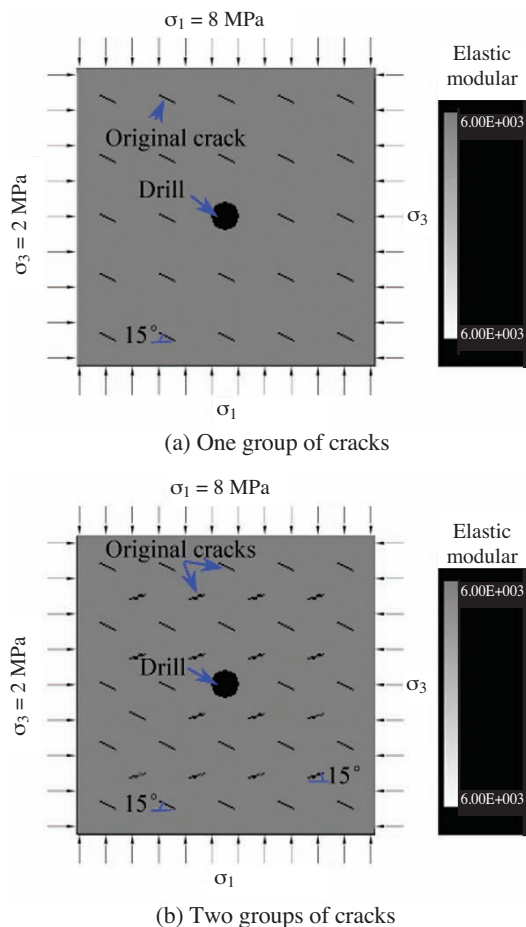 σ1 = 8 MPa
Elastic
modular
6.00E+003
Original crack
Drill
σ3 = 2 MPa
σ3
15°
6.00E+003
σ1
(a) One group of cracks
σ1 = 8 MPa
Elastic
modular
Original cracks
6.00E+003
Drill
σ3 = 2 MPa
σ3
15°
15°
6.00E+003
σ1
(b) Two groups of cracks